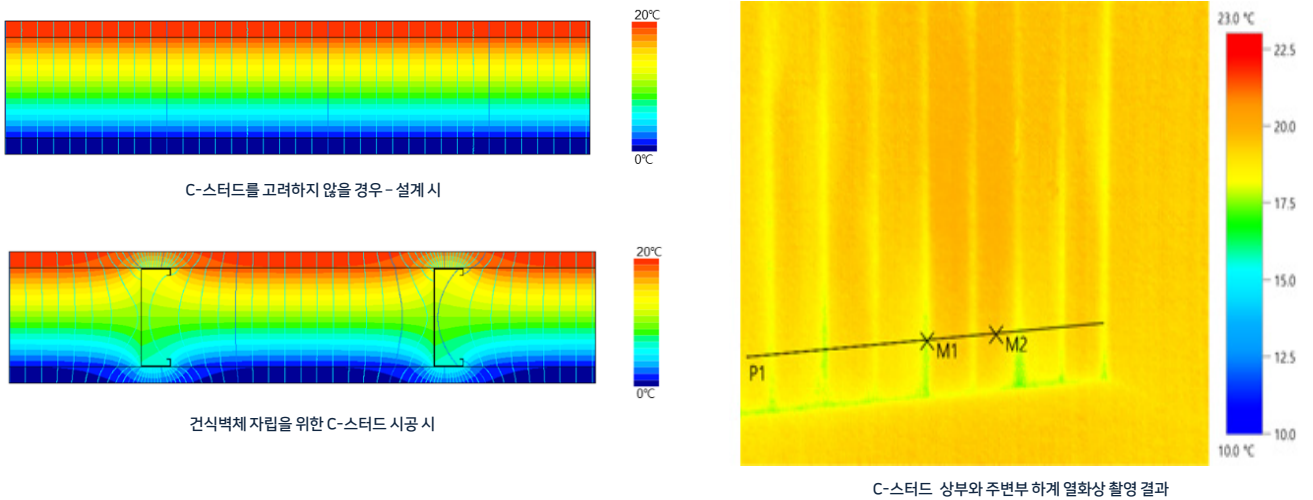 20℃
0℃
C-스터드를 고려하지 않을 경우 – 설계 시
20℃
0℃
건식벽체 자립을 위한 C-스터드 시공 시
23.0 ℃
22.5
20.0
17.5
15.0
12.5
10.0
10.0 ℃
P1
M1
M2
C-스터드 상부와 주변부 하계 열화상 촬영 결과